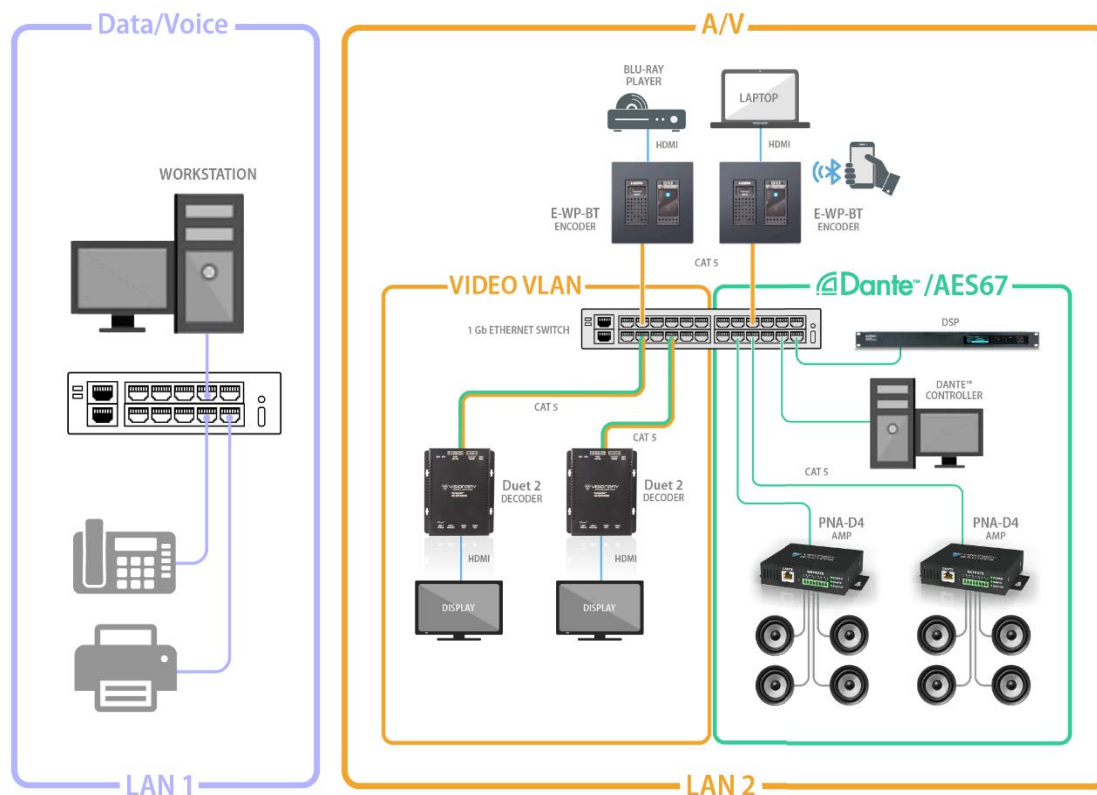 Data/Voice
WORKSTATION
LAN 1
A/V
BLU-RAY
PLAYER
HDMI
LAPTOP
HDMI
E-WP-BT
ENCODER
E-WP-BT
ENCODER
CAT 5
VIDEO VLAN
Dante™/AES67
1 Gb ETHERNET SWITCH
DSP
CAT 5
CAT 5
DANTE™
CONTROLLER
Duet 2
DECODER
Duet 2
DECODER
CAT 5
HDMI
HDMI
PNA-D4
AMP
PNA-D4
AMP
DISPLAY
DISPLAY
LAN 2